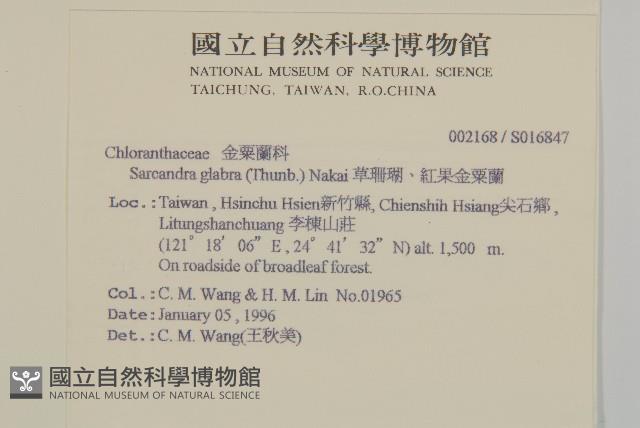 國立自然科學博物館
NATIONAL MUSEUM OF NATURAL SCIENCE
TAICHUNG, TAIWAN, R.O.CHINA
002168 / S016847
Chloranthaceae 金粟蘭科
Sarcandra glabra (Thunb.) Nakai 草珊瑚、紅果金粟蘭
Loc.:Taiwan , Hsinchu Hsien新竹縣, Chienshih Hsiang尖石鄉 ,
Litungshanchuang 李棟山莊
(121° 18′ 06” E , 24° 41′ 32” N) alt. 1,500 m.
On roadside of broadleaf forest.
Col.:C. M. Wang & H. M. Lin No.01965
Date:January 05 , 1996
Det.:C. M. Wang(王秋美)
國立自然科學博物館
NATIONAL MUSEUM OF NATURAL SCIENCE